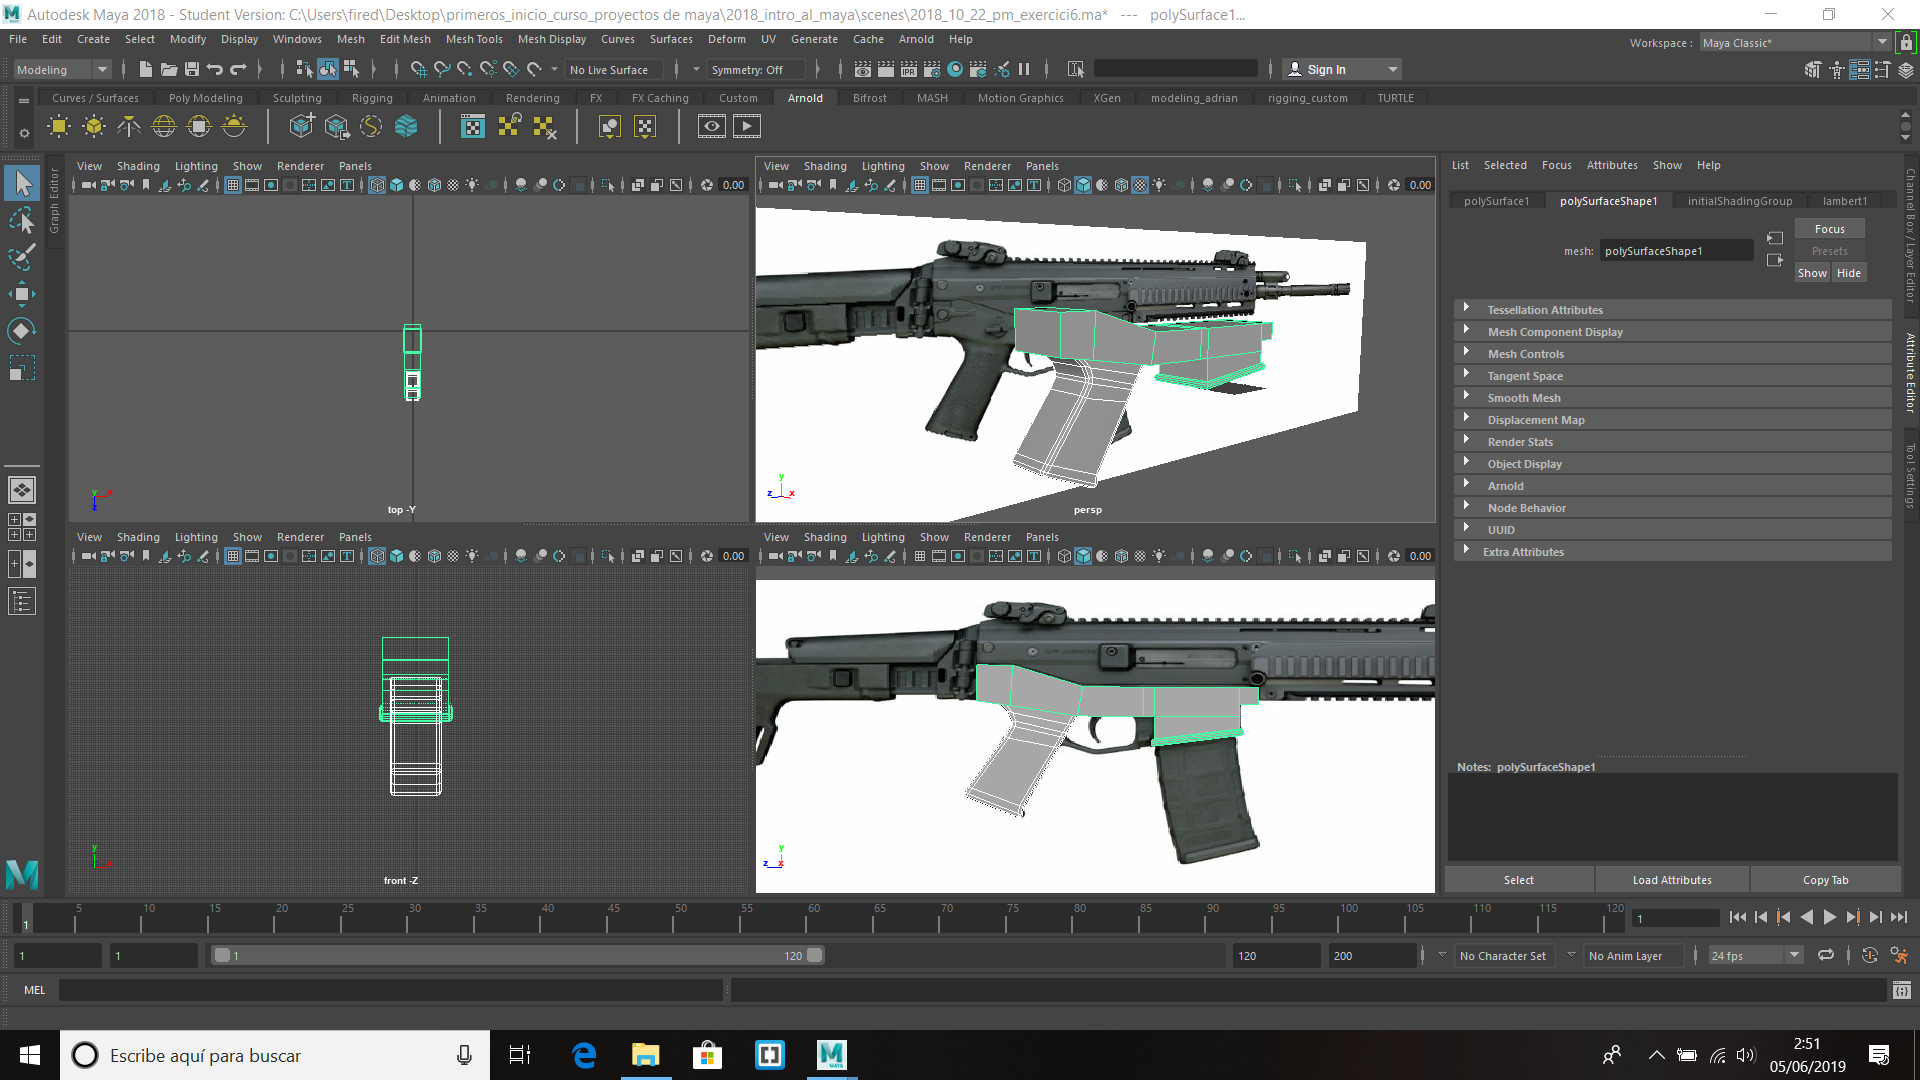 Autodesk Maya 2018 - Student Version: C:\Users\fired\Desktop\primeros_inicio_curso_proyectos de maya\2018_intro_al_maya\scenes\2018_10_22_pm_exercici6.ma* --- polySurface1...
File Edit Create Select Modify Display Windows Mesh Edit Mesh Mesh Tools Mesh Display Curves Surfaces Deform UV Generate Cache Arnold Help
Workspace : Maya Classic*
Modeling No Live Surface Symmetry: Off IPR Sign In
Curves / Surfaces Poly Modeling Sculpting Rigging Animation Rendering FX FX Caching Custom Arnold Bifrost MASH Motion Graphics XGen modeling_adrian rigging_custom TURTLE
View Shading Lighting Show Renderer Panels
0.00
top -Y
View Shading Lighting Show Renderer Panels
0.00
persp
View Shading Lighting Show Renderer Panels
0.00
front -Z
View Shading Lighting Show Renderer Panels
0.00
Graph Editor
List Selected Focus Attributes Show Help
polySurface1 polySurfaceShape1 initialShadingGroup lambert1
Focus
mesh: polySurfaceShape1
Presets
Show Hide
Tessellation Attributes
Mesh Component Display
Mesh Controls
Tangent Space
Smooth Mesh
Displacement Map
Render Stats
Object Display
Arnold
Node Behavior
UUID
Extra Attributes
Notes: polySurfaceShape1
Select Load Attributes Copy Tab
Channel Box / Layer Editor
Attribute Editor
Tool Settings
1 5 10 15 20 25 30 35 40 45 50 55 60 65 70 75 80 85 90 95 100 105 110 115 120 1
1 1 1 120 120 200 No Character Set No Anim Layer 24 fps
MEL
Escribe aquí para buscar
2:51
05/06/2019